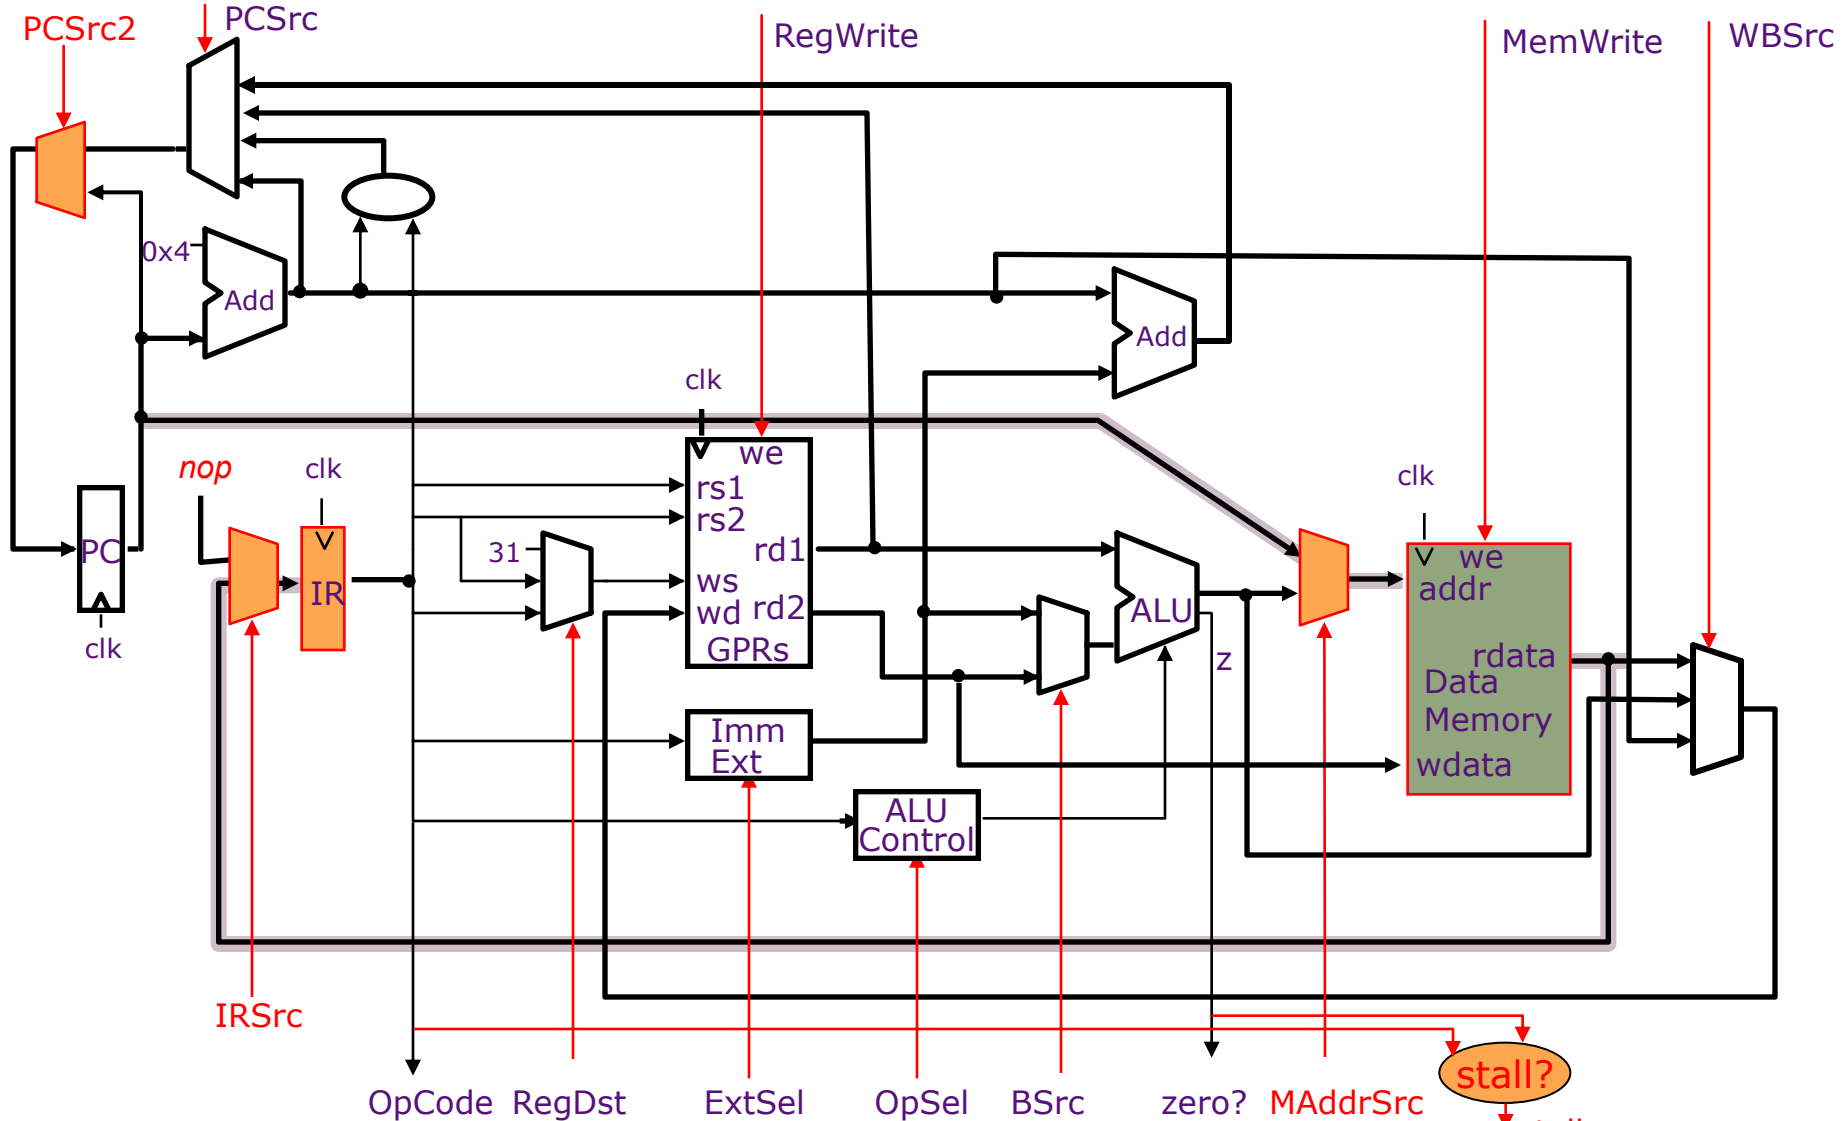 PCSrc2
PCSrc
RegWrite
MemWrite
WBSrc
0x4
Add
Add
clk
nop
clk
we
rs1
rs2
rd1
ws
wd rd2
GPRs
31
PC
clk
IR
ALU
z
clk
we
addr
rdata
Data
Memory
wdata
Imm
Ext
ALU
Control
IRSrc
stall?
OpCode
RegDst
ExtSel
OpSel
BSrc
zero?
MAddrSrc